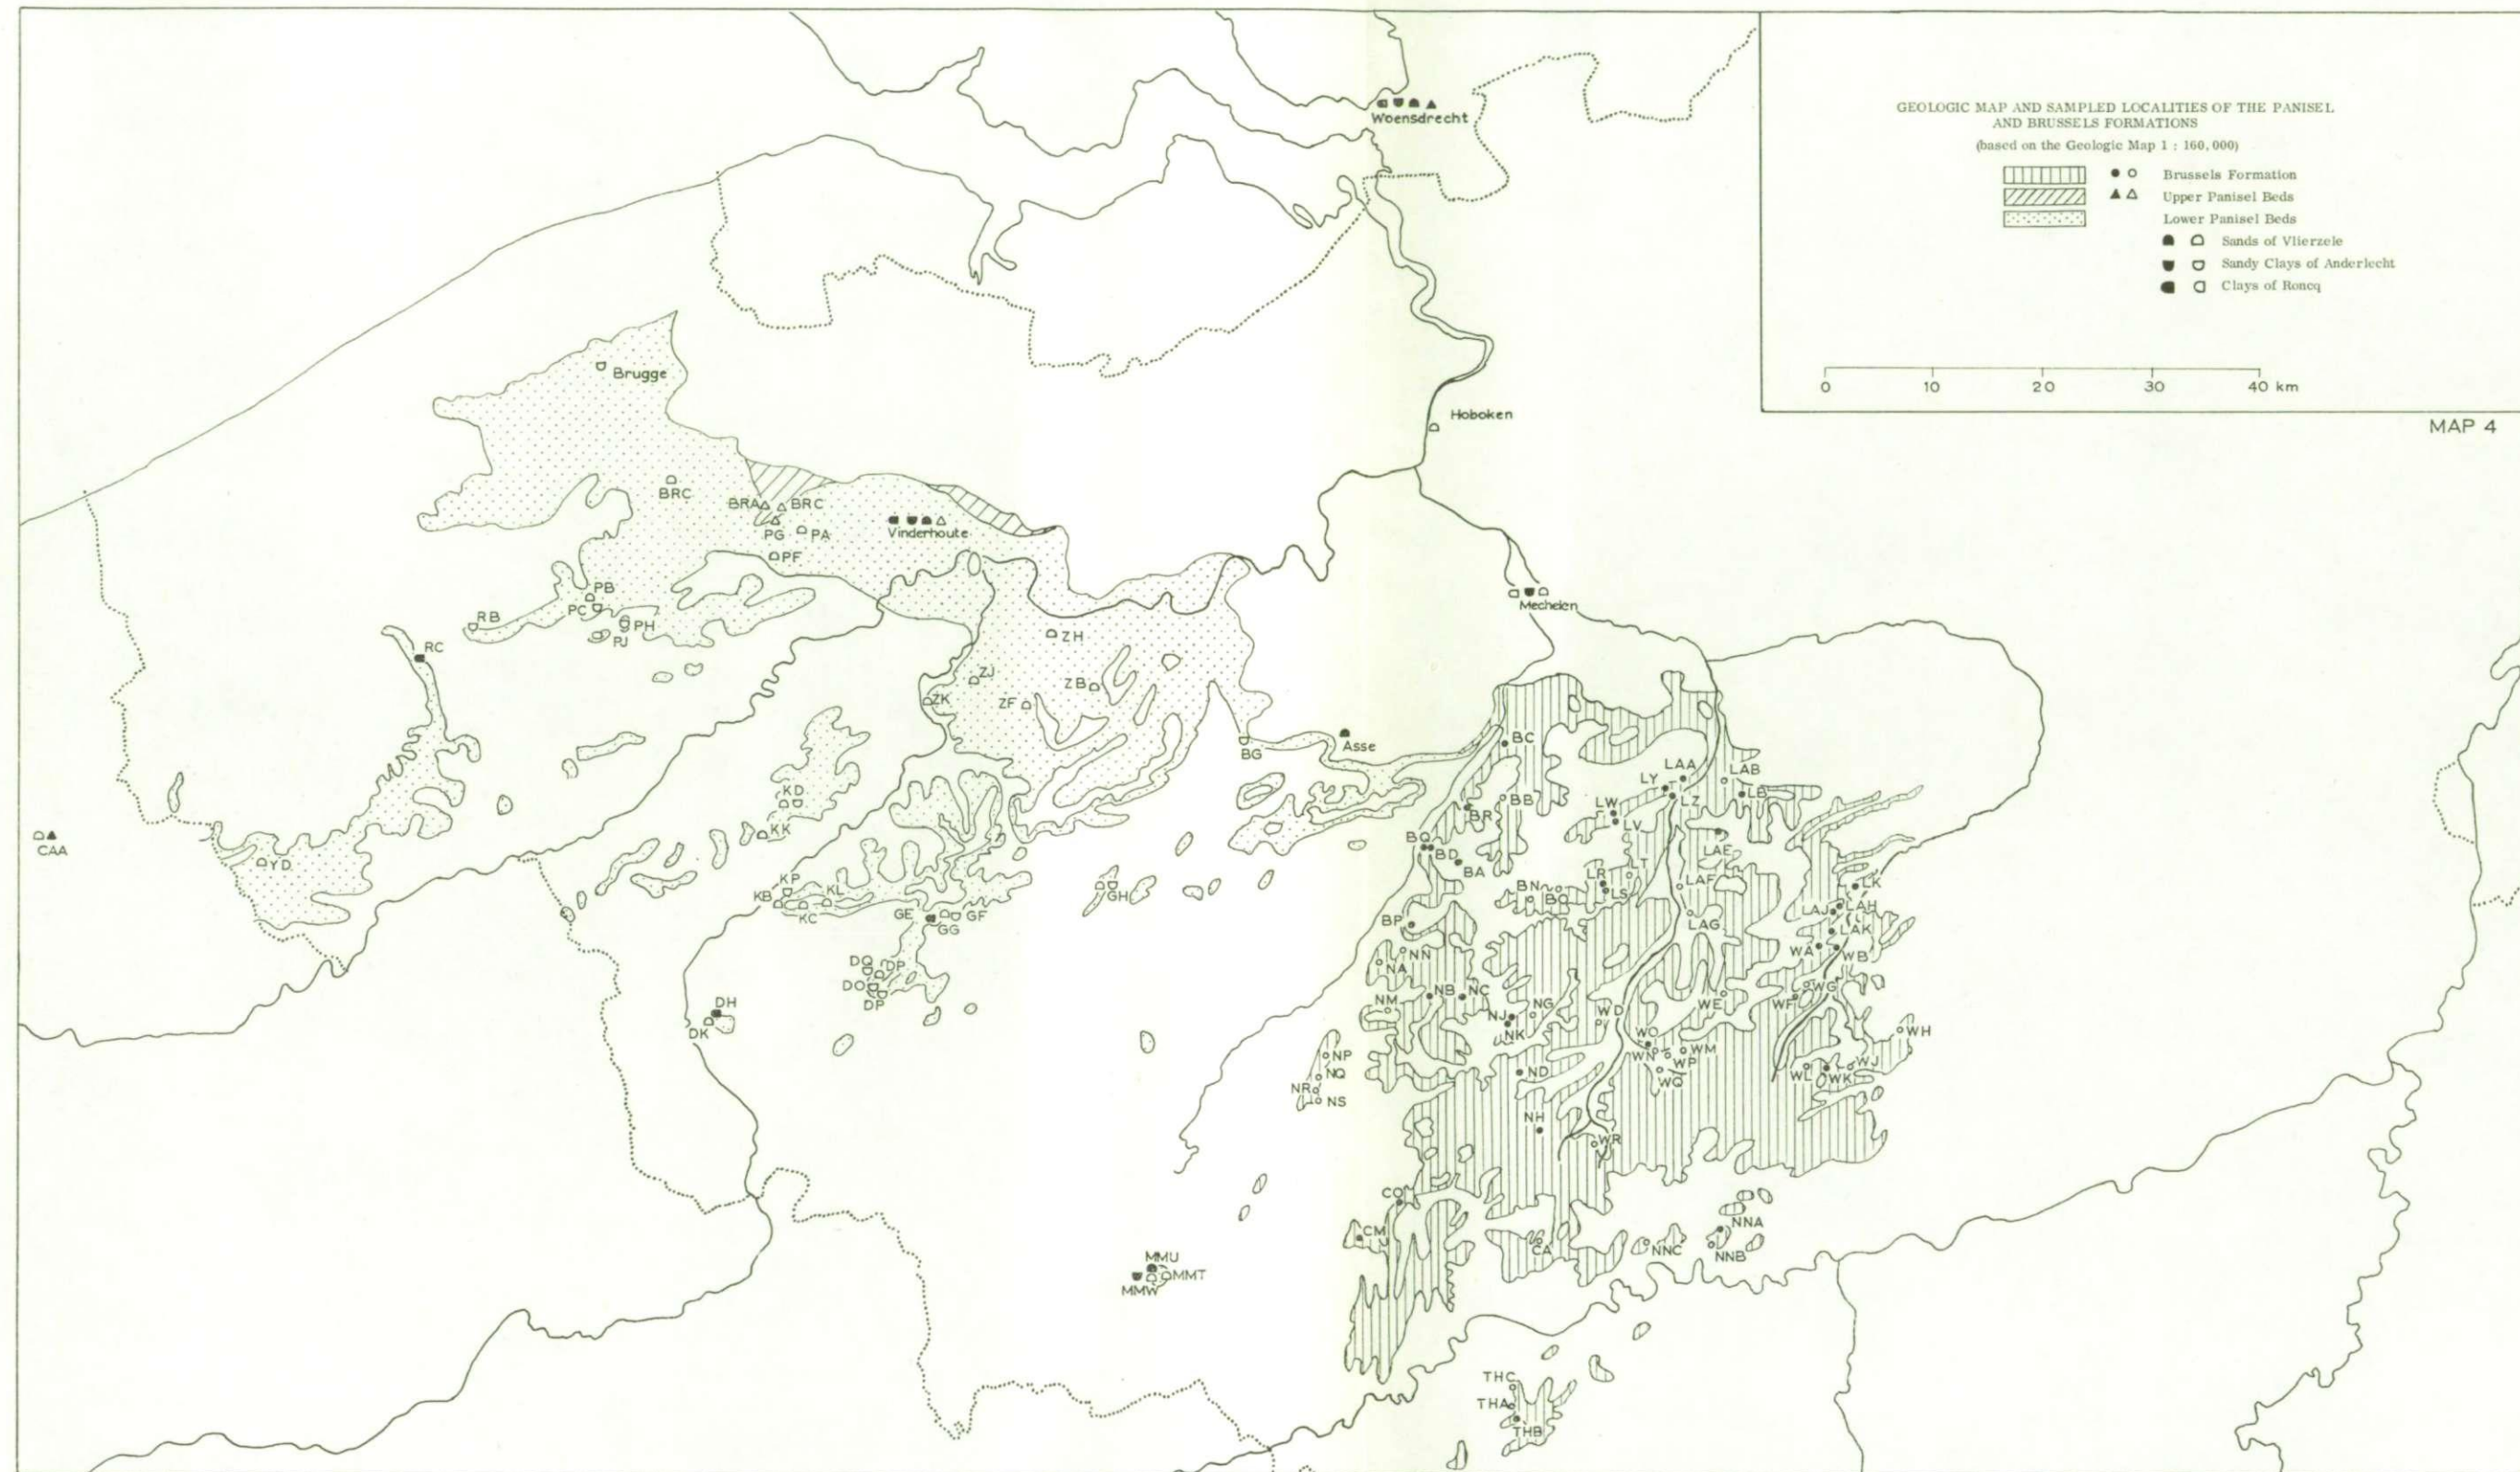 GEOLOGIC MAP AND SAMPLED LOCALITIES OF THE PANISEL
AND BRUSSELS FORMATIONS
(based on the Geologic Map 1 : 160,000)
Brussels Formation
Upper Panisel Beds
Lower Panisel Beds
Sands of Vlierzele
Sandy Clays of Anderlecht
Clays of Roncq
0 10 20 30 40 km
MAP 4
Woensdrecht
Brugge
Hoboken
BRC
BRA
BRC
PG
PA
Vinderhoute
PF
PB
PC
PH
PJ
RB
RC
Mechelen
ZH
ZJ
ZB
ZK
ZF
BG
Asse
BC
LAA
LAB
LY
LZ
LB
KD
KK
BB
LW
BR
LV
CAA
YD
BQ
BD
BA
LAE
LT
KP
KB
KL
KC
GH
GE
GF
GG
BN
BO
LR
LS
LAF
LK
LAJ
LAH
LAG
LAK
BP
NN
NA
WA
WB
DQ
DP
DO
DP
NM
NB
NC
NG
WD
WE
WF
WG
DH
DK
NJ
NK
WO
WN
WM
WP
WQ
WH
NP
NQ
NR
NS
ND
WL
WK
WJ
NH
WR
CO
CM
CA
NNA
NNC
NNB
MMU
MMT
MMW
THC
THA
THB